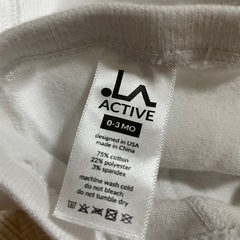 .LA
ACTIVE
0-3 MO
designed in USA
made in China
75% cotton
22% polyester
3% spandex
machine wash cold
do not bleach
do not tumble dry